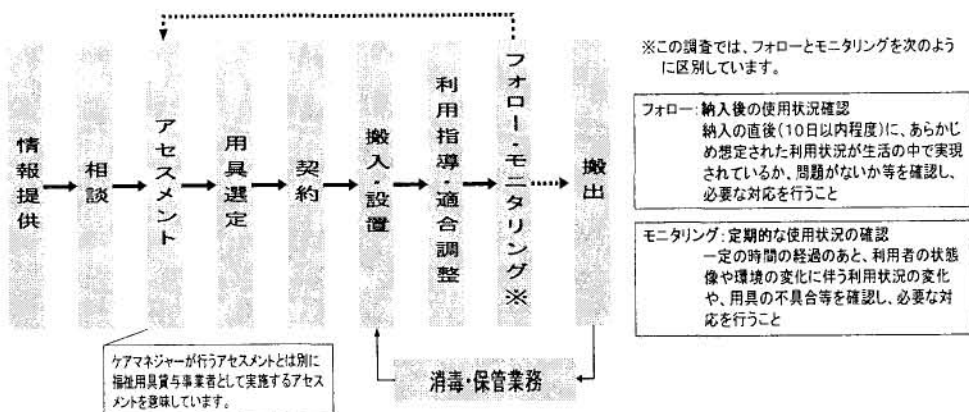 情報提供
相談
アセスメント
用具選定
契約
搬入・設置
利用指導・適合調整
フォロー・モニタリング※
搬出
消毒・保管業務
ケアマネジャーが行うアセスメントとは別に
福祉用具貸与事業者として実施するアセス
メントを意味しています。
※この調査では、フォローとモニタリングを次のよう
に区別しています。
フォロー:納入後の使用状況確認
納入の直後(10日以内程度)に、あらかじ
め想定された利用状況が生活の中で実現
されているか、問題がないか等を確認し、
必要な対応を行うこと
モニタリング:定期的な使用状況の確認
一定の時間の経過のあと、利用者の状態
像や環境の変化に伴う利用状況の変化
や、用具の不具合等を確認し、必要な対
応を行うこと